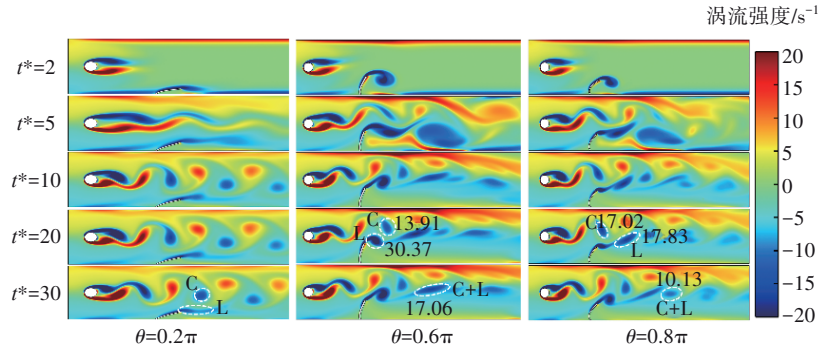 涡流强度/s⁻¹
t*=2
t*=5
t*=10
t*=20
t*=30
C
L
θ=0.2π
C
13.91
L
30.37
C+L
17.06
θ=0.6π
C
17.02
17.83
L
10.13
C+L
θ=0.8π
20
15
10
5
0
−5
−10
−15
−20